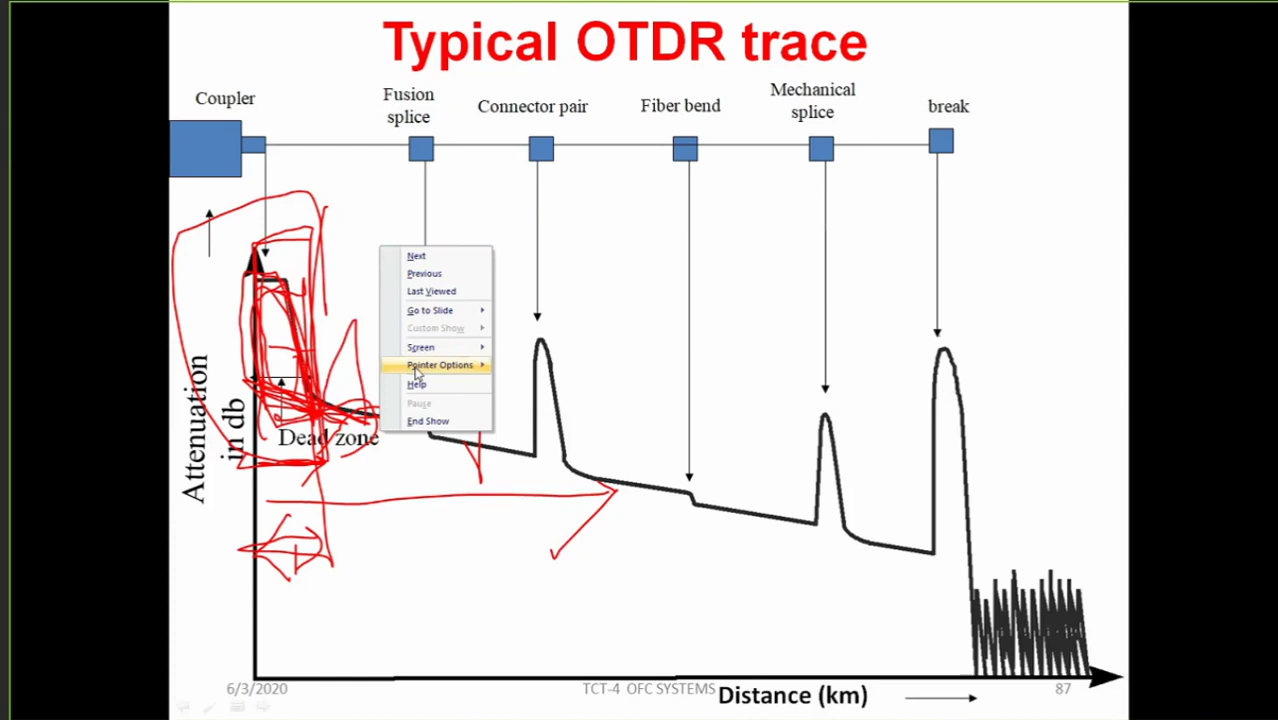 Typical OTDR trace
Coupler
Fusion
splice
Connector pair
Fiber bend
Mechanical
splice
break
Next
Previous
Last Viewed
Go to Slide
Custom Show
Screen
Pointer Options
Help
Pause
End Show
Attenuation
in db
Dead zone
6/3/2020
TCT-4 OFC SYSTEMS
Distance (km)
87